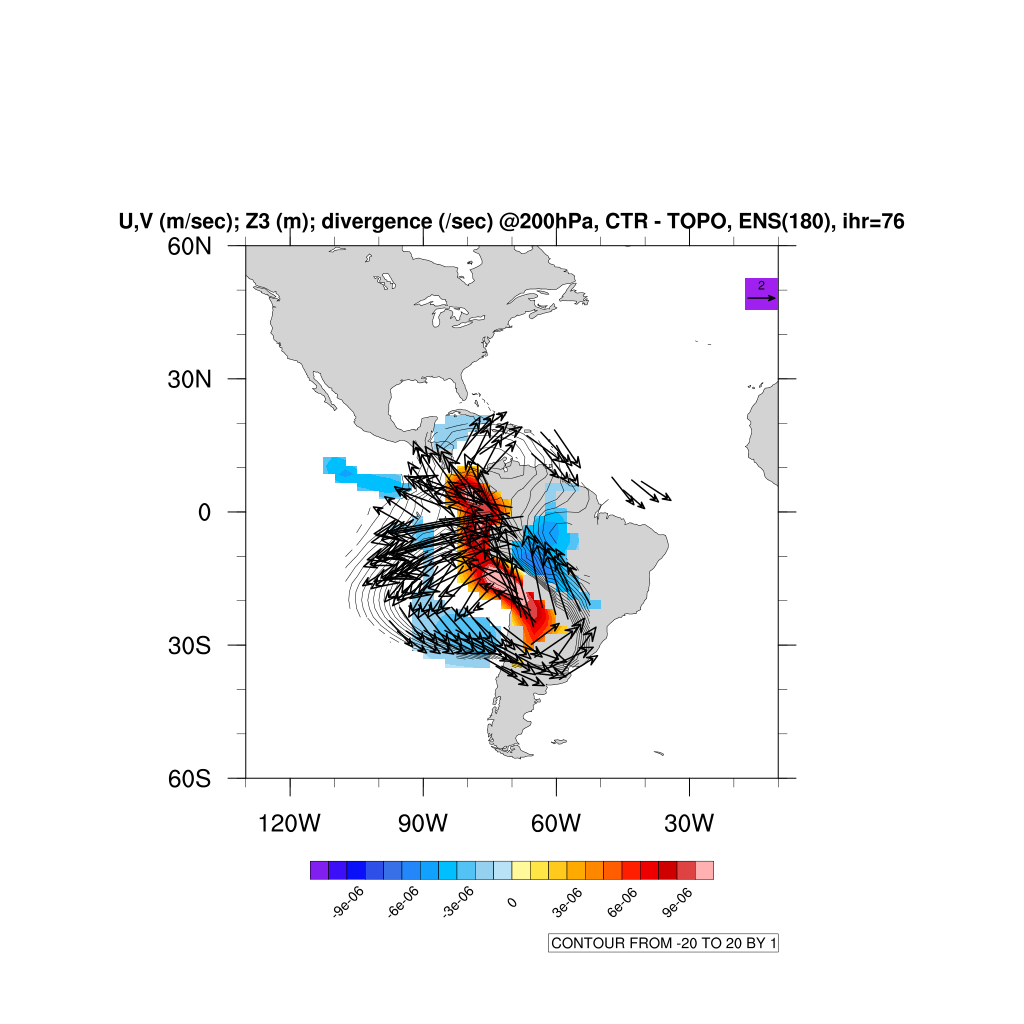 U,V (m/sec); Z3 (m); divergence (/sec) @200hPa, CTR - TOPO, ENS(180), ihr=76
60N
2
30N
0
30S
60S
120W 90W 60W 30W
-9e-06 -6e-06 -3e-06 0 3e-06 6e-06 9e-06
CONTOUR FROM -20 TO 20 BY 1